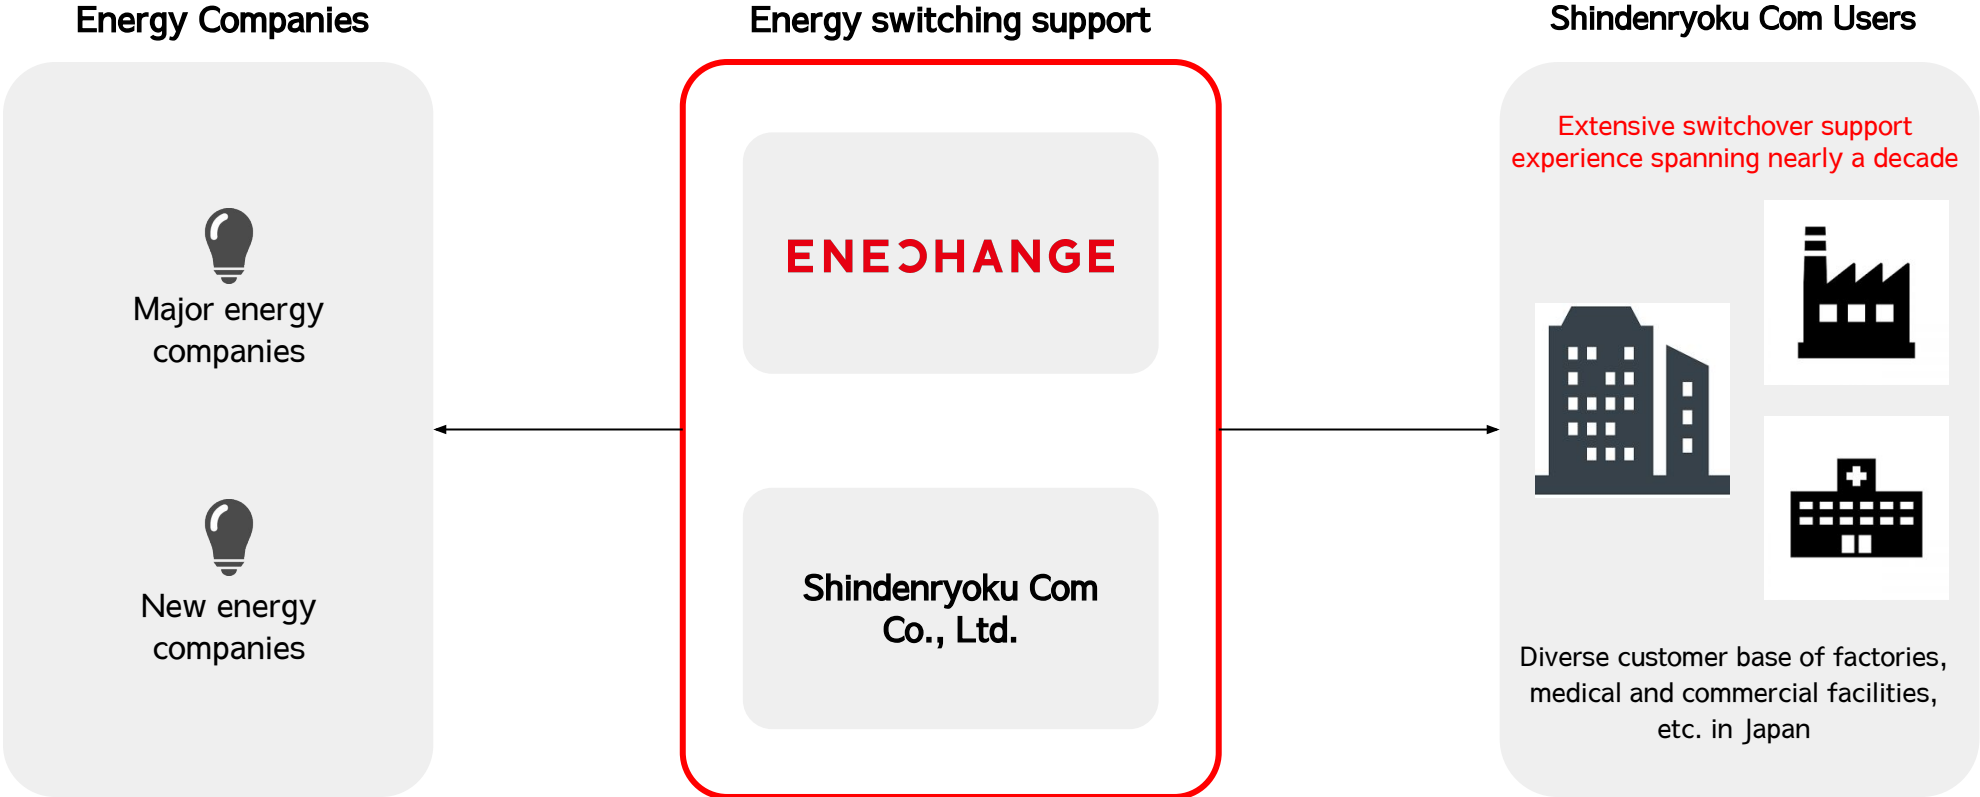 Energy Companies
Energy switching support
Shindenryoku Com Users
Major energy
companies
New energy
companies
ENECHANGE
Shindenryoku Com
Co., Ltd.
Extensive switchover support
experience spanning nearly a decade
Diverse customer base of factories,
medical and commercial facilities,
etc. in Japan